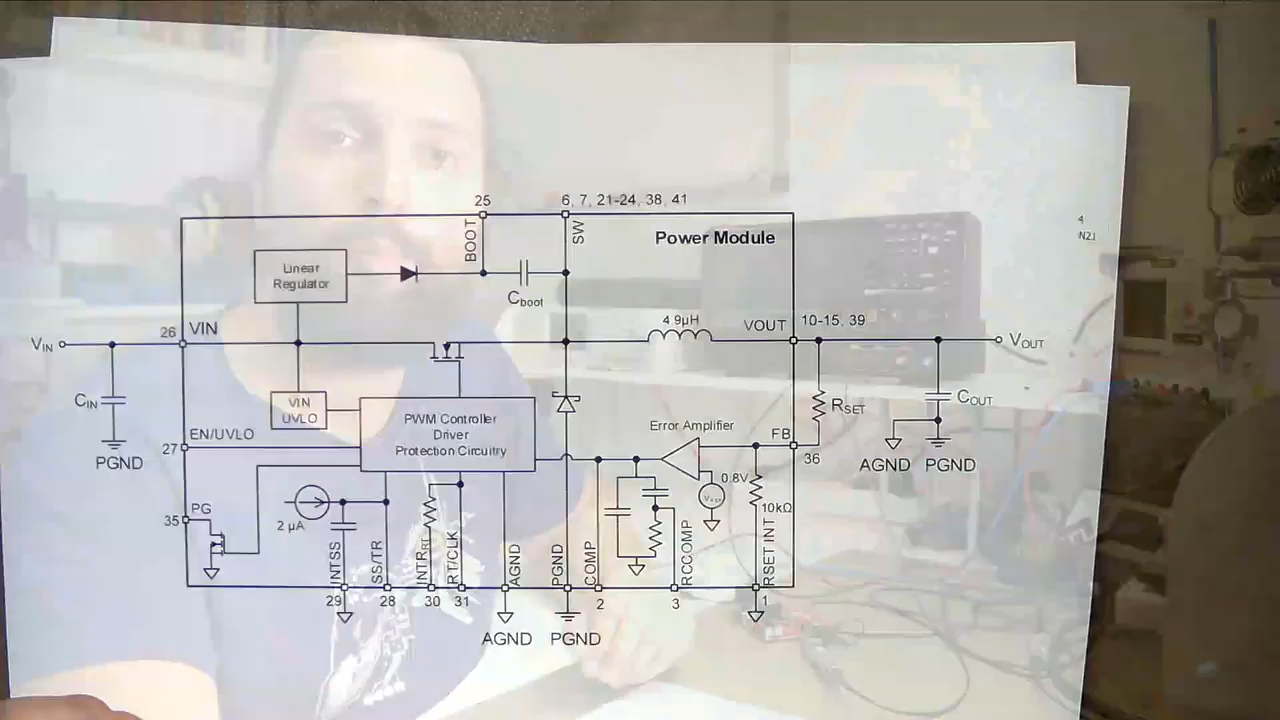 25
6, 7, 21-24, 38, 41
BOOT
SW
Power Module
4
Linear
Regulator
Cboot
26
VIN
4.9µH
VOUT
10-15, 39
VIN
VOUT
CIN
VIN
UVLO
PWM Controller
Driver
Protection Circuitry
RSET
COUT
Error Amplifier
EN/UVLO
27
FB
36
PGND
AGND
PGND
0.8V
PG
35
2 µA
10kΩ
INTSS
SS/TR
INTRRT
RT/CLK
AGND
PGND
COMP
RCCOMP
RSET INT
29
28
30
31
2
3
1
AGND
PGND